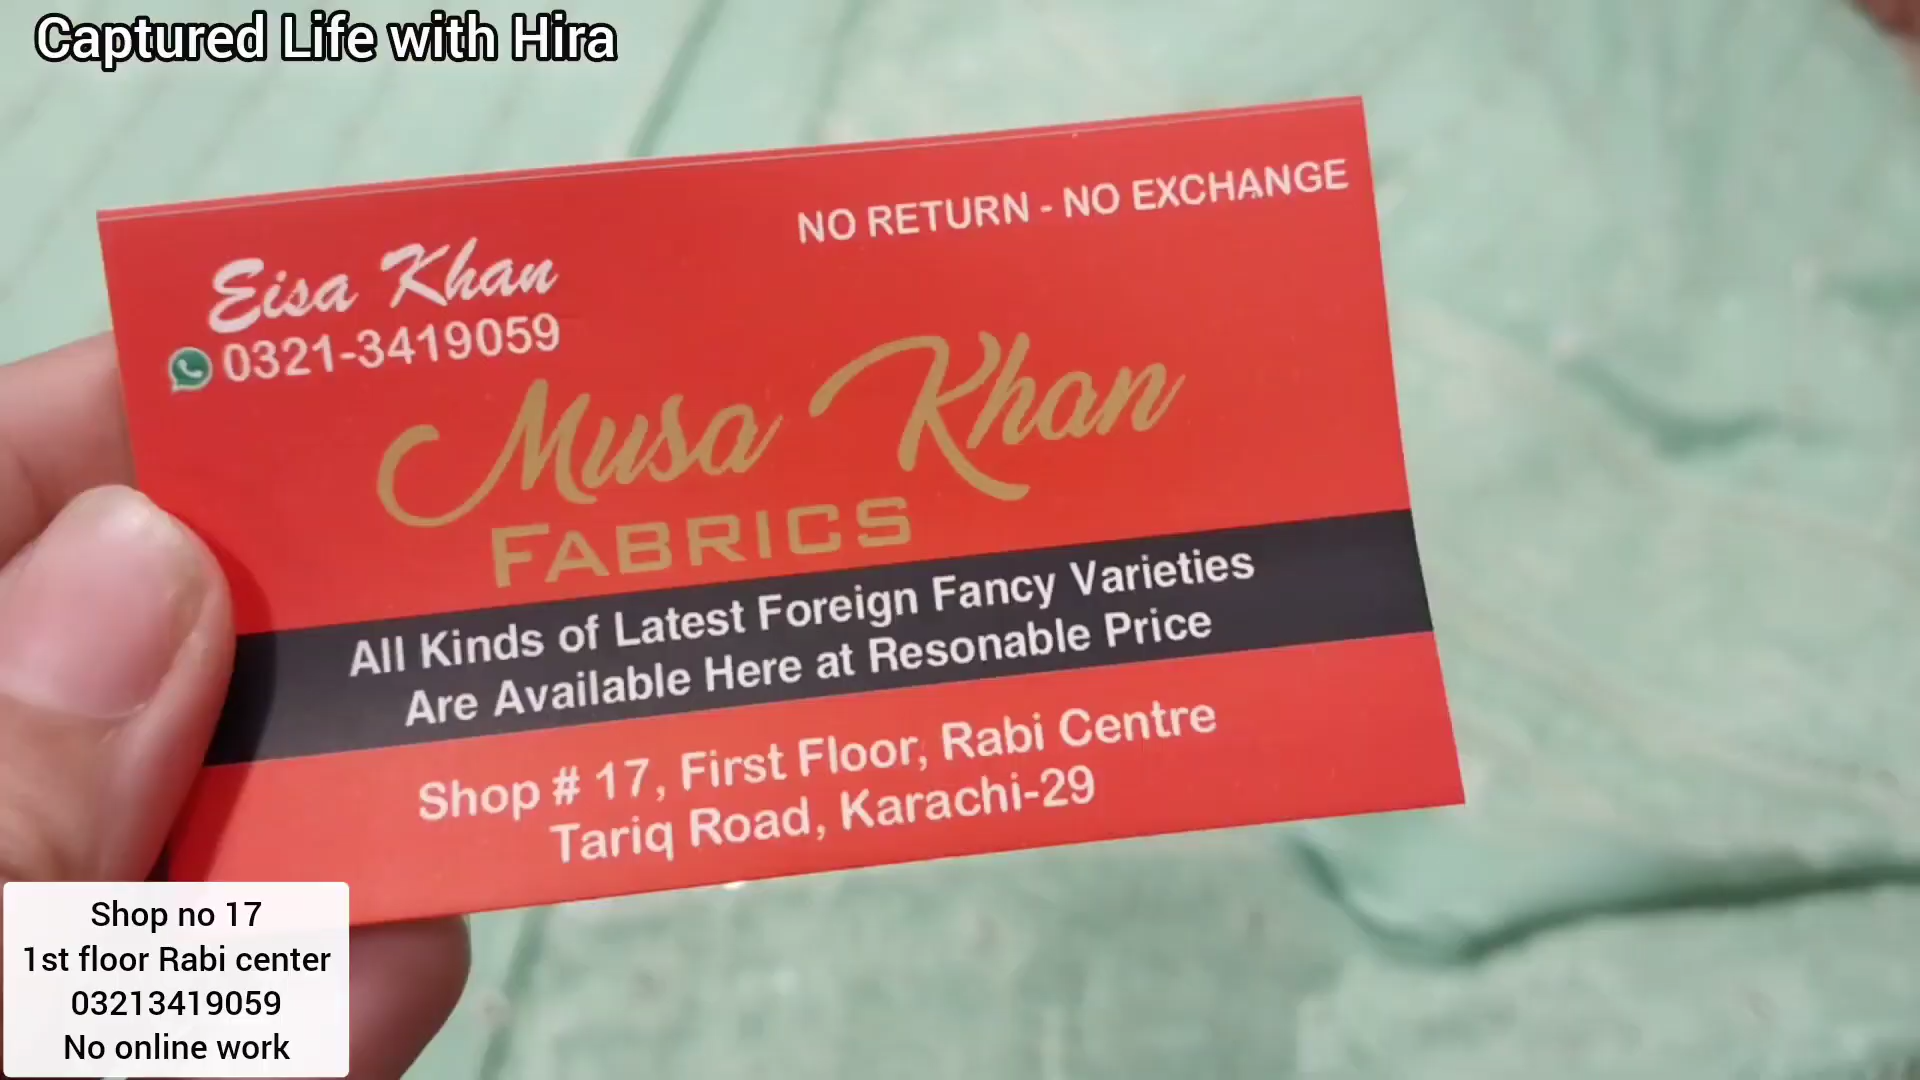 Captured Life with Hira
NO RETURN - NO EXCHANGE
Eisa Khan
0321-3419059
Musa Khan
FABRICS
All Kinds of Latest Foreign Fancy Varieties
Are Available Here at Resonable Price
Shop # 17, First Floor, Rabi Centre
Tariq Road, Karachi-29
Shop no 17
1st floor Rabi center
03213419059
No online work